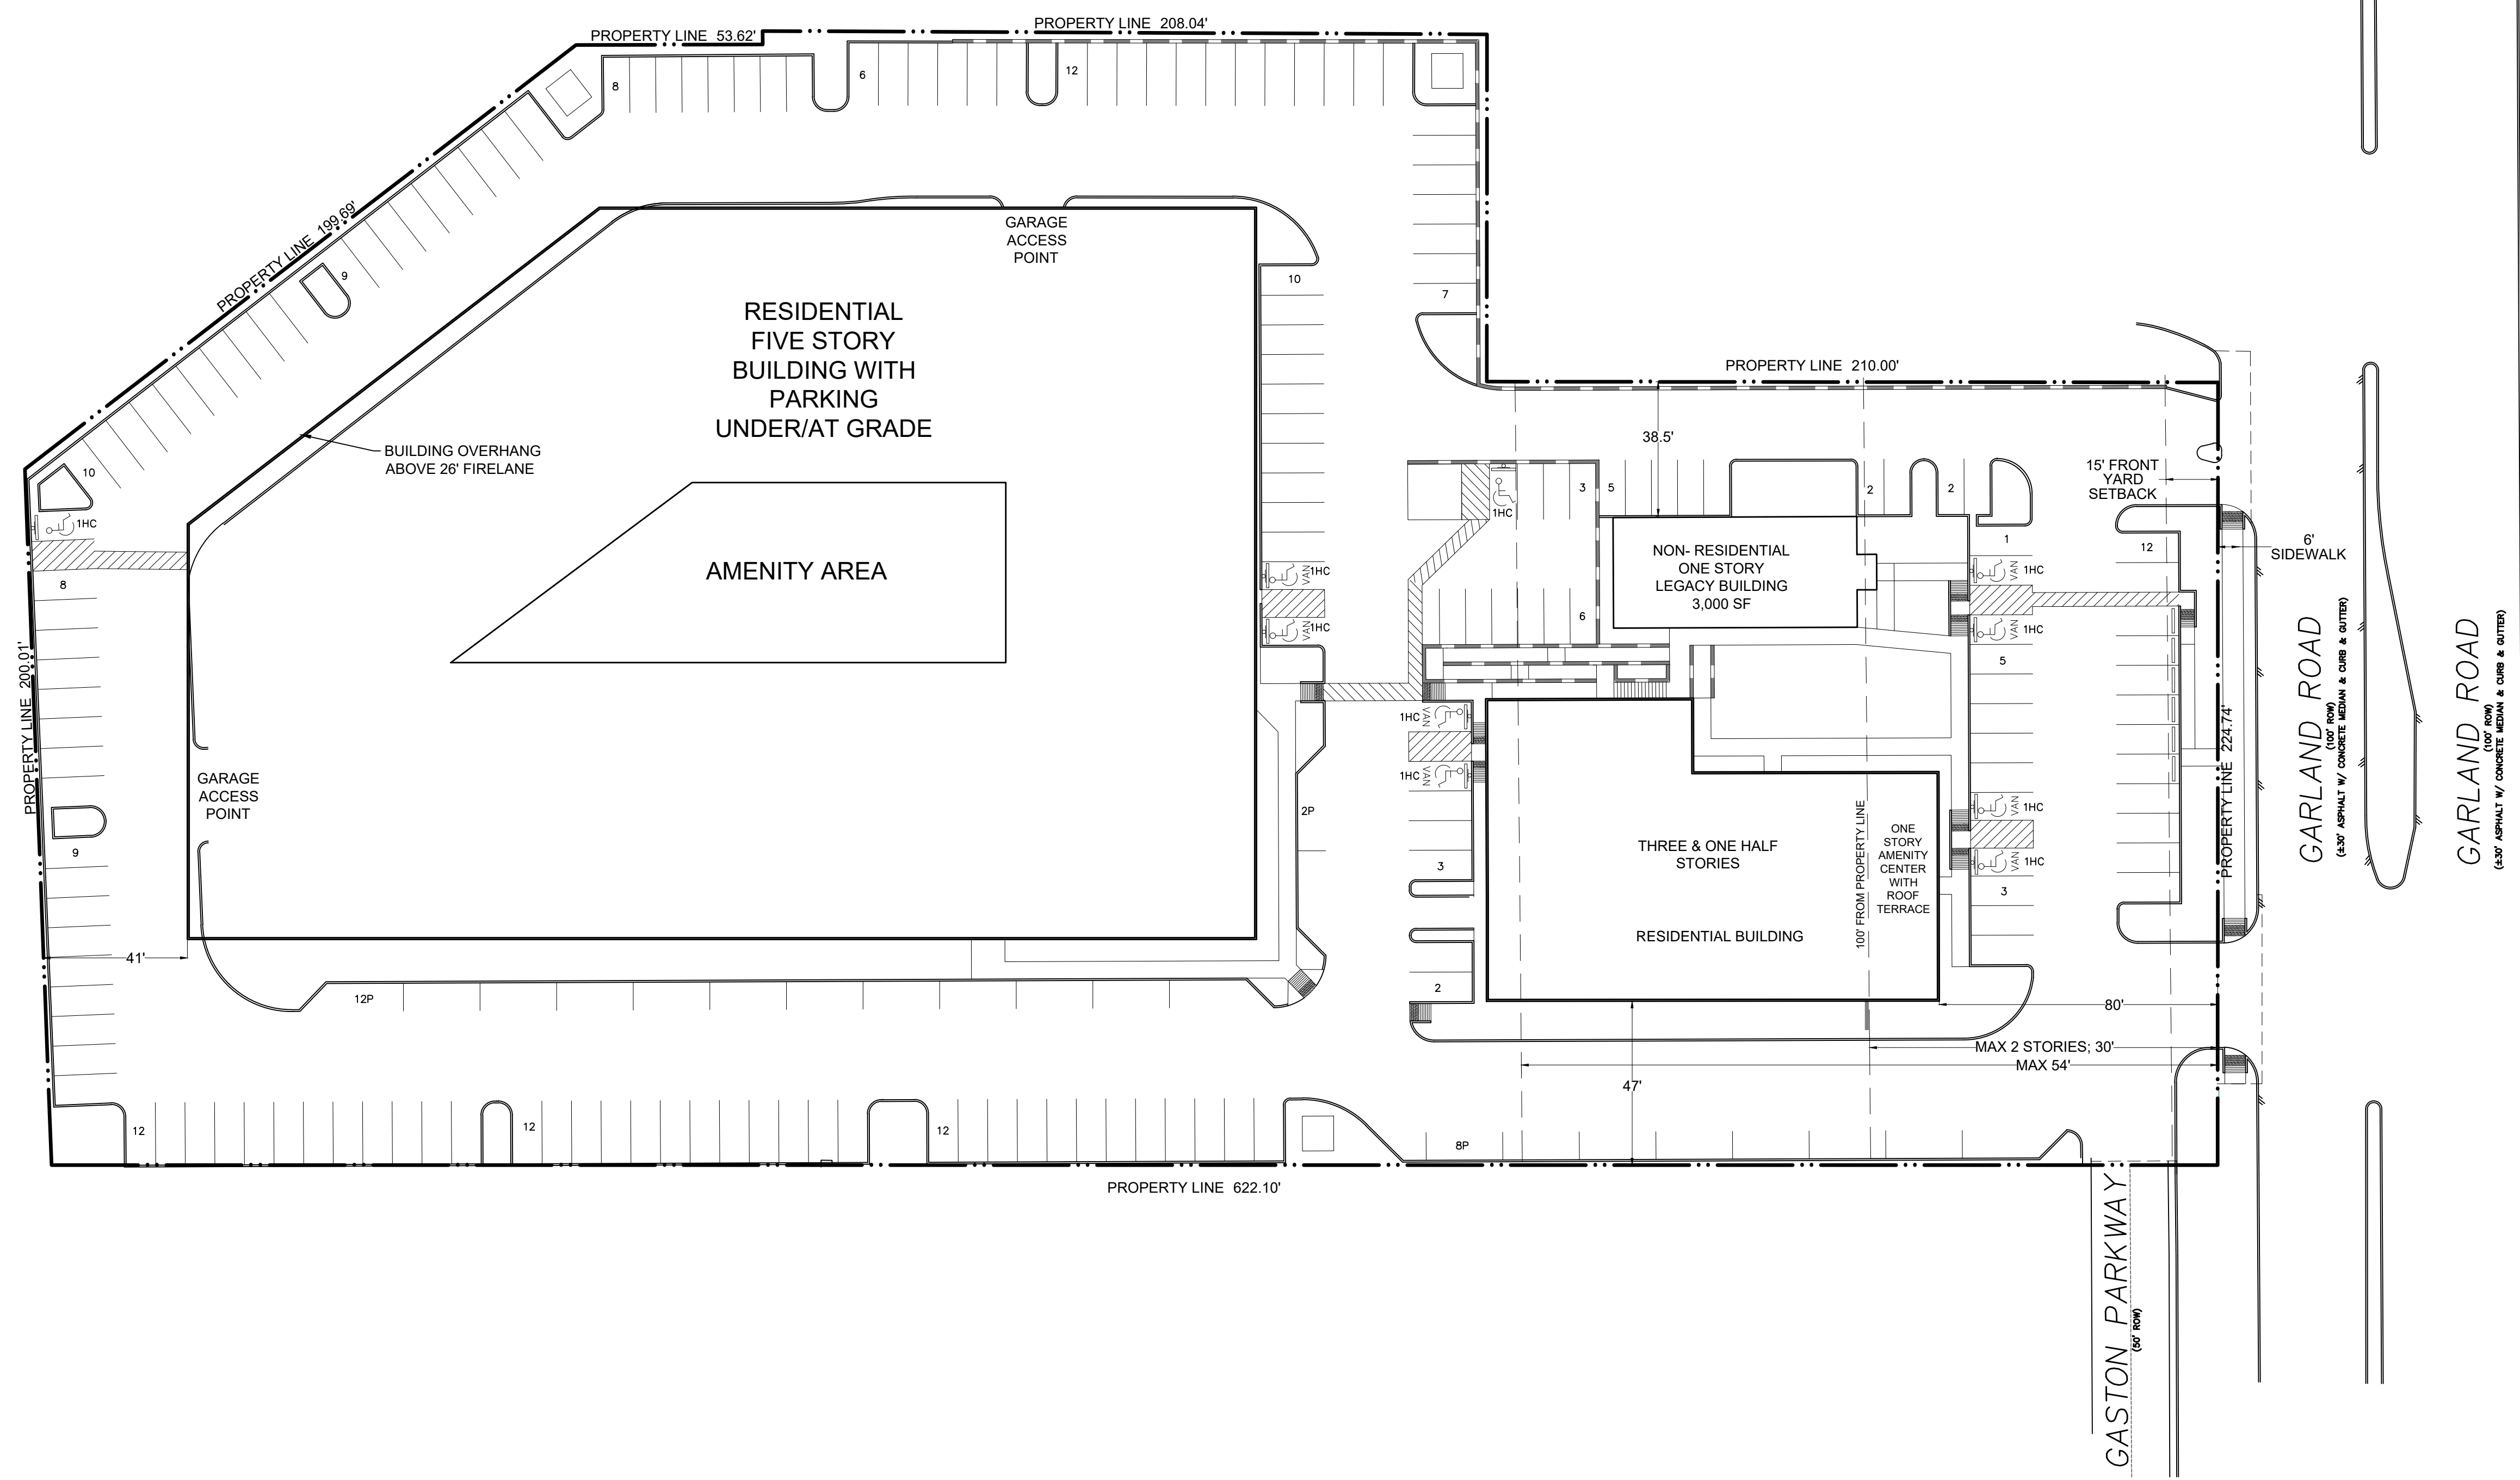 PROPERTY LINE 208.04'
PROPERTY LINE 53.62'
8
6
12
PROPERTY LINE 199.69'
GARAGE
ACCESS
POINT
9
10
7
RESIDENTIAL
FIVE STORY
BUILDING WITH
PARKING
UNDER/AT GRADE
PROPERTY LINE 210.00'
BUILDING OVERHANG
ABOVE 26' FIRELANE
38.5'
10
1HC
15' FRONT
YARD
SETBACK
3
5
2
2
1HC
AMENITY AREA
NON- RESIDENTIAL
ONE STORY
LEGACY BUILDING
3,000 SF
1
12
6'
SIDEWALK
8
VAN
1HC
VAN
1HC
VAN
1HC
VAN
1HC
6
5
PROPERTY LINE 200.01'
1HC
VAN
1HC
VAN
GARAGE
ACCESS
POINT
2P
9
3
THREE & ONE HALF
STORIES
RESIDENTIAL BUILDING
100' FROM PROPERTY LINE
ONE
STORY
AMENITY
CENTER
WITH
ROOF
TERRACE
VAN
1HC
VAN
1HC
3
PROPERTY LINE 224.74'
GARLAND ROAD
(100' ROW)
(±30' ASPHALT W/ CONCRETE MEDIAN & CURB & GUTTER)
GARLAND ROAD
(100' ROW)
(±30' ASPHALT W/ CONCRETE MEDIAN & CURB & GUTTER)
41'
12P
2
80'
MAX 2 STORIES; 30'
MAX 54'
47'
12
12
12
8P
PROPERTY LINE 622.10'
GASTON PARKWAY
(50' ROW)